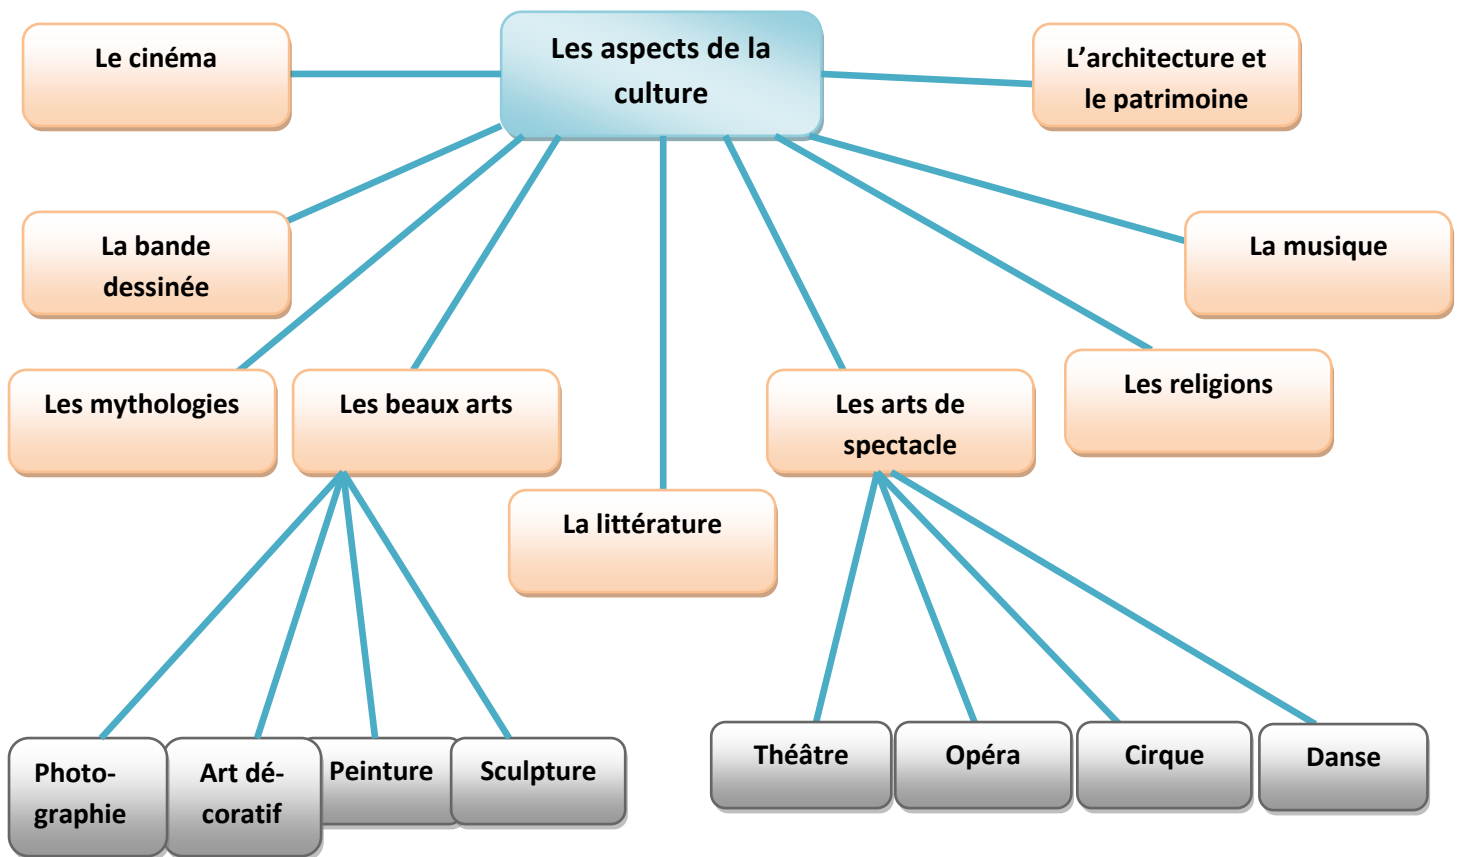 Le cinéma
Les aspects de la
culture
L’architecture et
le patrimoine
La bande
dessinée
La musique
Les mythologies
Les beaux arts
Les arts de
spectacle
Les religions
La littérature
Photo-
graphie
Art dé-
coratif
Peinture
Sculpture
Théâtre
Opéra
Cirque
Danse